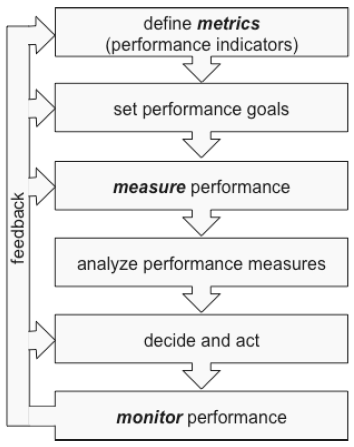 define metrics
(performance indicators)
set performance goals
measure performance
analyze performance measures
decide and act
monitor performance
feedback